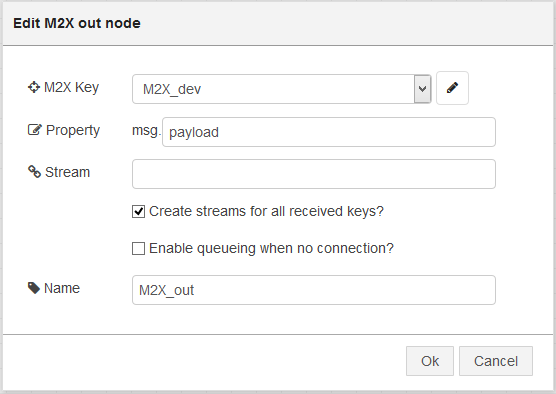 Edit M2X out node
M2X Key M2X_dev
Property msg. payload
Stream
Create streams for all received keys?
Enable queueing when no connection?
Name M2X_out
Ok Cancel